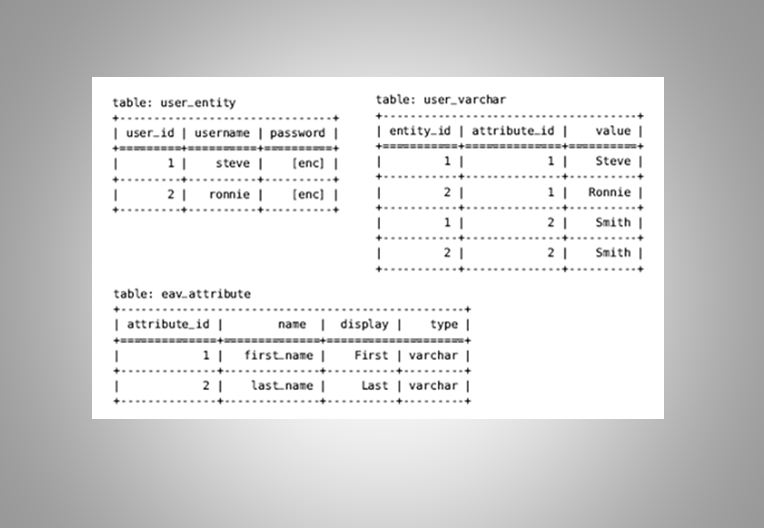 table: user_entity
+---------------------------+
| user_id | username | password |
+=========+==========+==========+
| 1 | steve | [enc] |
+---------+----------+---------+
| 2 | ronnie | [enc] |
+---------+----------+---------+
table: user_varchar
+---------------------------------+
| entity_id | attribute_id | value |
+===========+==============+=========+
| 1 | 1 | Steve |
+-----------+--------------+---------+
| 2 | 1 | Ronnie |
+-----------+--------------+---------+
| 1 | 2 | Smith |
+-----------+--------------+---------+
| 2 | 2 | Smith |
+-----------+--------------+---------+
table: eav_attribute
+---------------------------------------------+
| attribute_id | name | display | type |
+==============+=============+=====================+
| 1 | first_name | First | varchar |
+--------------+-------------+---------+---------+
| 2 | last_name | Last | varchar |
+--------------+-------------+---------+---------+